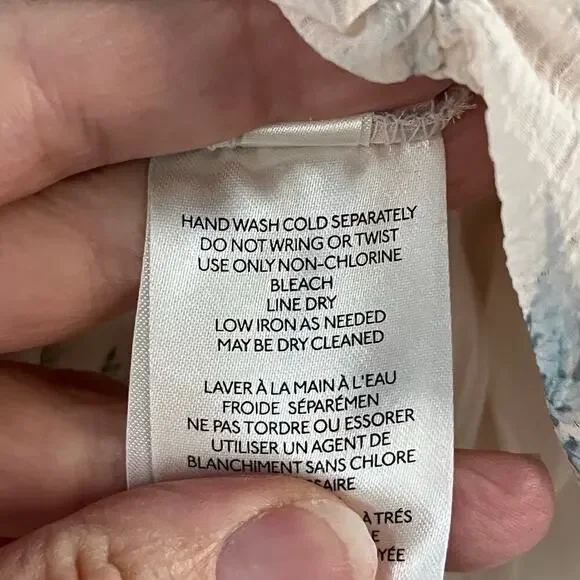 HAND WASH COLD SEPARATELY
DO NOT WRING OR TWIST
USE ONLY NON-CHLORINE
BLEACH
LINE DRY
LOW IRON AS NEEDED
MAY BE DRY CLEANED
LAVER À LA MAIN À L'EAU
FROIDE SÉPARÉMEN
NE PAS TORDRE OU ESSORER
UTILISER UN AGENT DE
BLANCHIMENT SANS CHLORE
À TRÉS